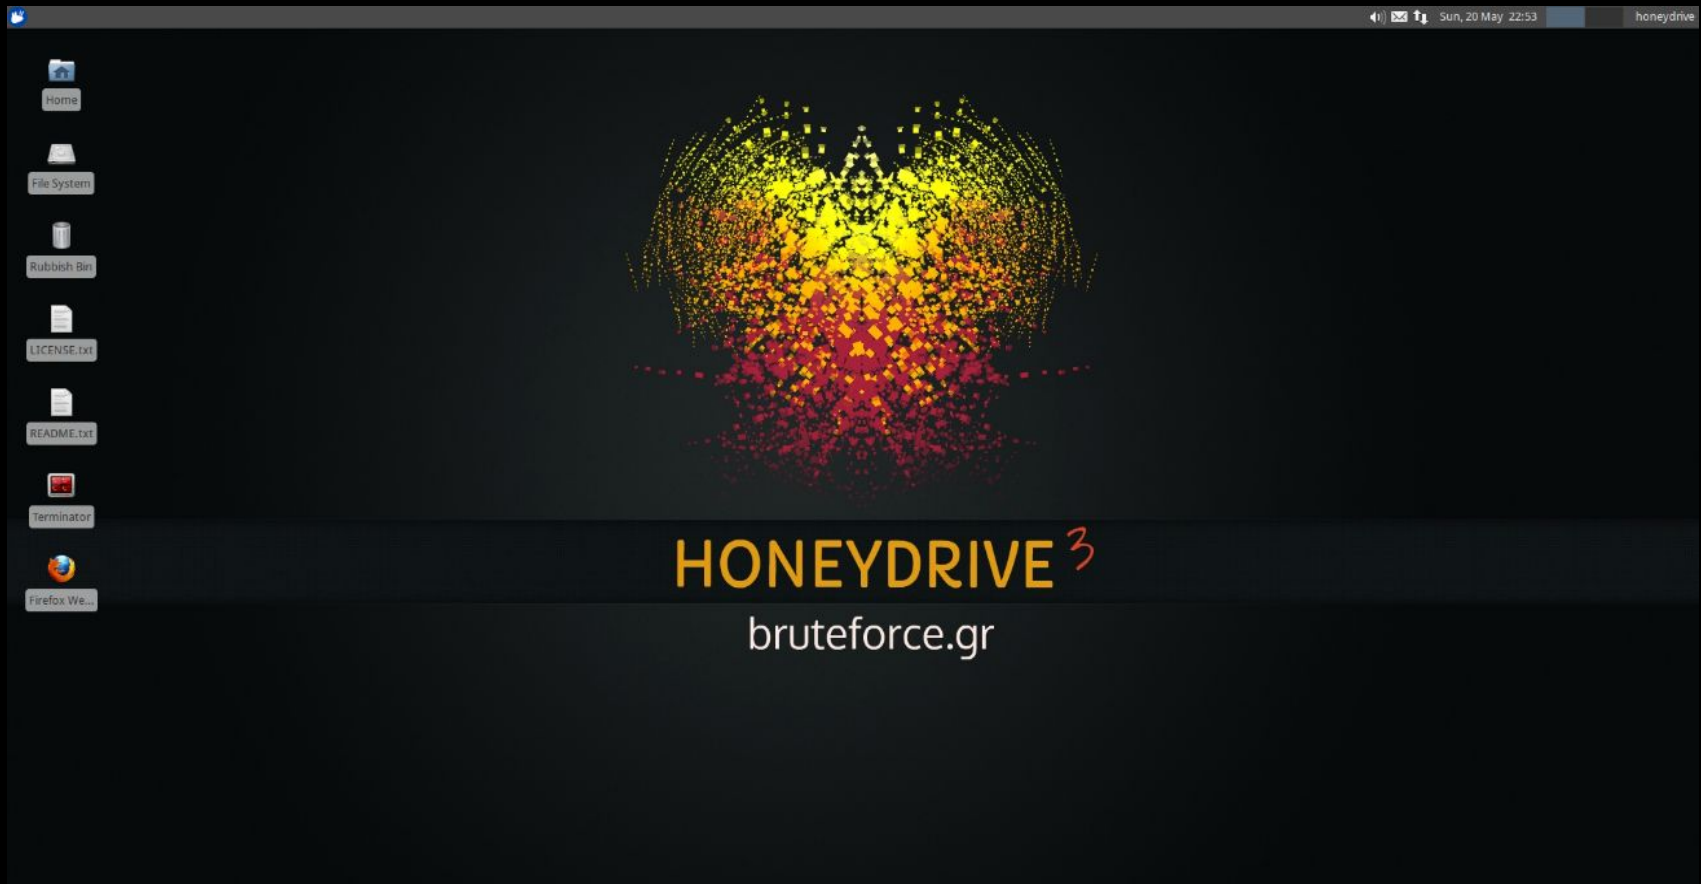 Sun, 20 May 22:53 honeydrive
Home
File System
Rubbish Bin
LICENSE.txt
README.txt
Terminator
Firefox We...
HONEYDRIVE 3
bruteforce.gr